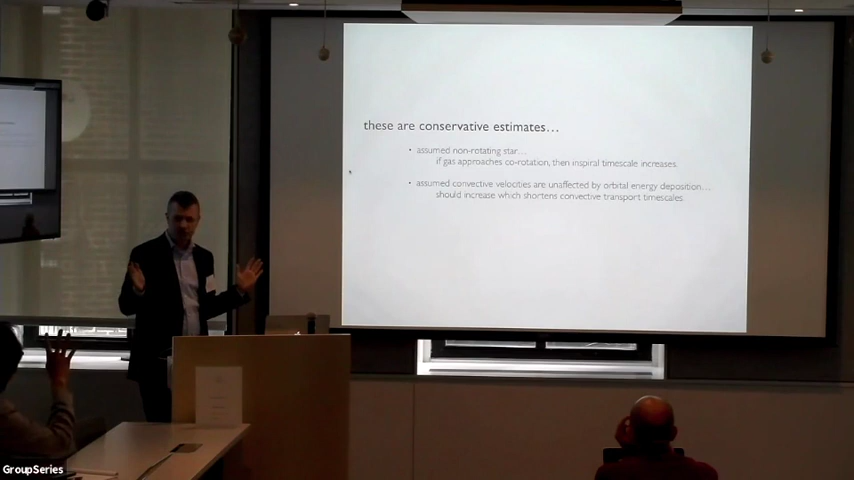 these are conservative estimates...
• assumed non-rotating star...
if gas approaches co-rotation, then inspiral timescale increases.
• assumed convective velocities are unaffected by orbital energy deposition...
should increase which shortens convective transport timescales
GroupSeries